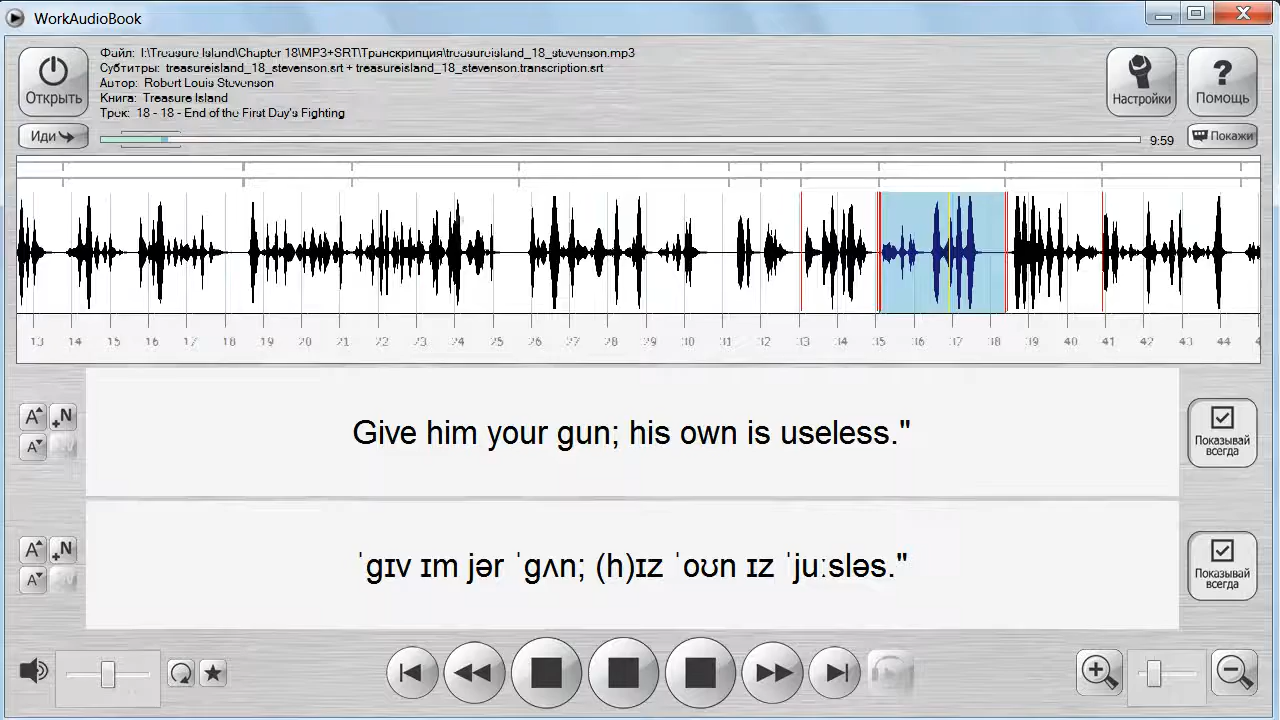 WorkAudioBook
Открыть
Файл: I:\Treasure Island\Chapter 18\MP3+SRT\Транскрипция\treasureisland_18_stevenson.mp3
Субтитры: treasureisland_18_stevenson.srt + treasureisland_18_stevenson.transcription.srt
Автор: Robert Louis Stevenson
Книга: Treasure Island
Трек: 18 - 18 - End of the First Day's Fighting
Настройки
? Помощь
Иди
9:59
Покажи
13 14 15 16 17 18 19 20 21 22 23 24 25 26 27 28 29 30 31 32 33 34 35 36 37 38 39 40 41 42 43 44
A +N
A
Give him your gun; his own is useless."
Показывай
всегда
A +N
A
ˈgɪv ɪm jər ˈgʌn; (h)ɪz ˈoʊn ɪz ˈjuːsləs."
Показывай
всегда